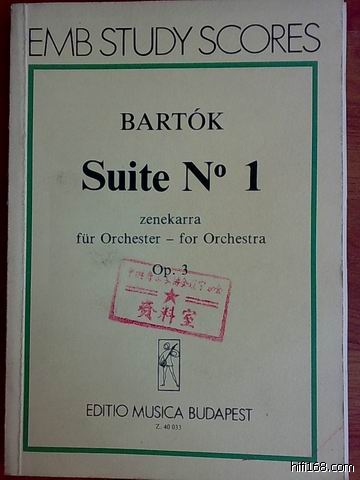 EMB STUDY SCORES
BARTÓK
Suite Nº 1
zenekarra
für Orchester – for Orchestra
Op. 3
资料室
EDITIO MUSICA BUDAPEST
Z. 40 033
hifi168.com